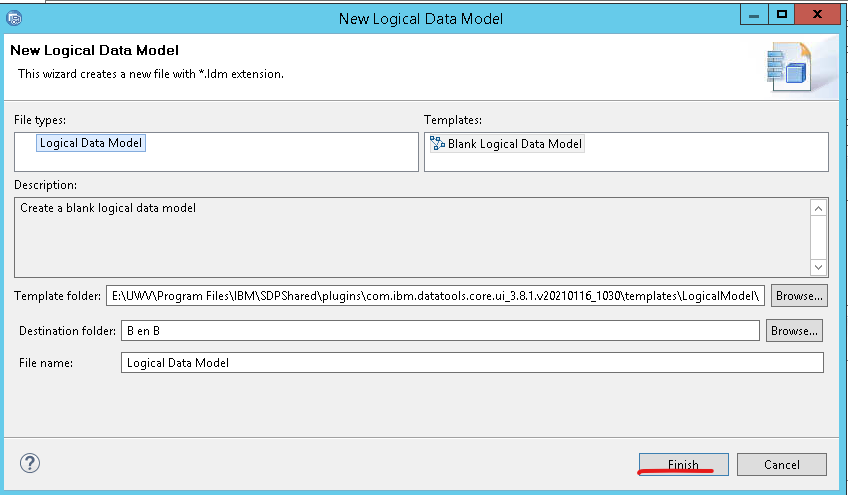 New Logical Data Model
New Logical Data Model
This wizard creates a new file with *.ldm extension.
File types:
Templates:
Logical Data Model
Blank Logical Data Model
Description:
Create a blank logical data model
Template folder: E:\UWV\Program Files\IBM\SDPShared\plugins\com.ibm.datatools.core.ui_3.8.1.v20210116_1030\templates\LogicalModel\ Browse...
Destination folder: B en B Browse...
File name: Logical Data Model
? Finish Cancel